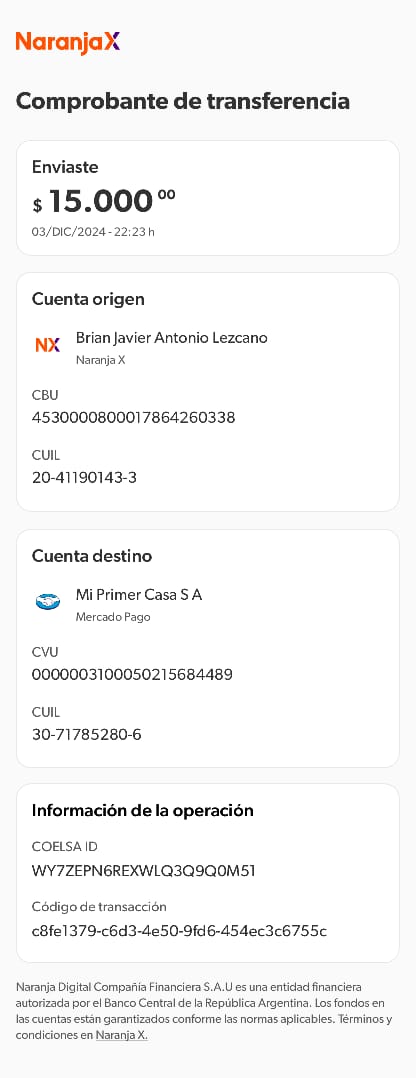 NaranjaX
Comprobante de transferencia
Enviaste
$ 15.000 00
03/DIC/2024 - 22:23 h
Cuenta origen
NX
Brian Javier Antonio Lezcano
Naranja X
CBU
4530000800017864260338
CUIL
20-41190143-3
Cuenta destino
Mi Primer Casa S A
Mercado Pago
CVU
0000003100050215684489
CUIL
30-71785280-6
Información de la operación
COELSA ID
WY7ZEPN6REXWLQ3Q9Q0M51
Código de transacción
c8fe1379-c6d3-4e50-9fd6-454ec3c6755c
Naranja Digital Compañía Financiera S.A.U es una entidad financiera
autorizada por el Banco Central de la República Argentina. Los fondos en
las cuentas están garantizados conforme las normas aplicables. Términos y
condiciones en Naranja X.